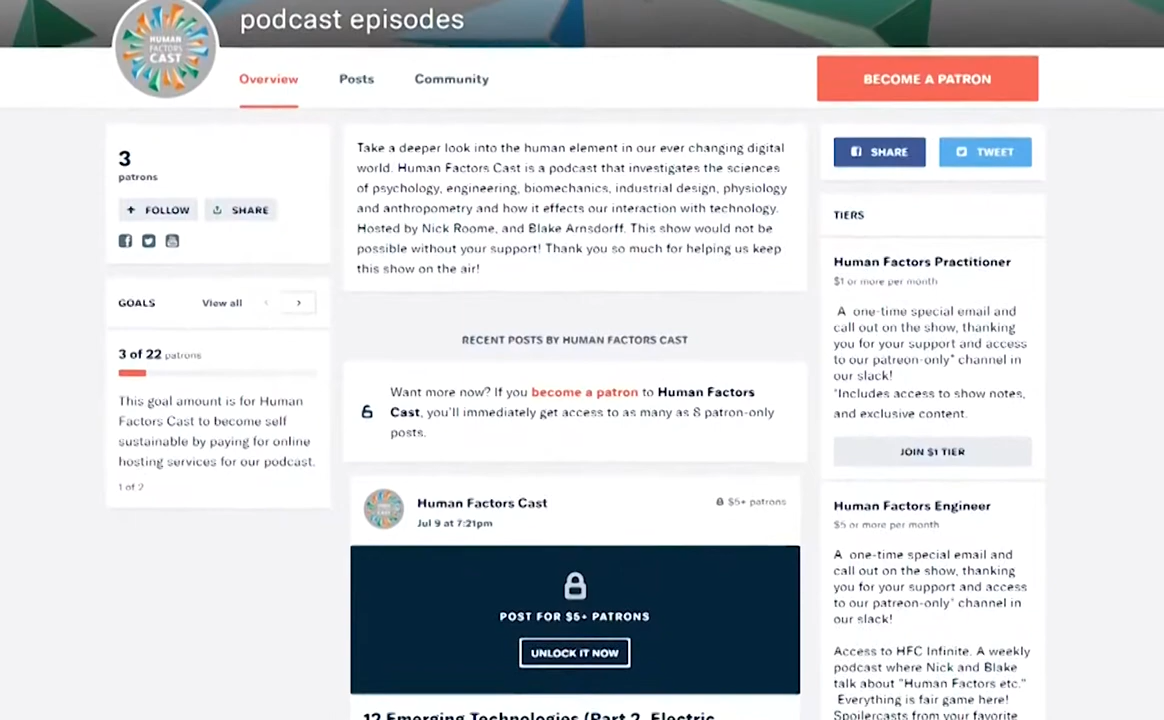 podcast episodes
HUMAN
FACTORS
CAST
Overview
Posts
Community
BECOME A PATRON
3
patrons
FOLLOW
SHARE
GOALS
View all
3 of 22 patrons
This goal amount is for Human
Factors Cast to become self
sustainable by paying for online
hosting services for our podcast.
1 of 2
Take a deeper look into the human element in our ever changing digital
world. Human Factors Cast is a podcast that investigates the sciences
of psychology, engineering, biomechanics, industrial design, physiology
and anthropometry and how it effects our interaction with technology.
Hosted by Nick Roome, and Blake Arnsdorff. This show would not be
possible without your support! Thank you so much for helping us keep
this show on the air!
RECENT POSTS BY HUMAN FACTORS CAST
Want more now? If you become a patron to Human Factors
Cast, you'll immediately get access to as many as 8 patron-only
posts.
Human Factors Cast
Jul 9 at 7:21pm
$5+ patrons
POST FOR $5+ PATRONS
UNLOCK IT NOW
12 Emerging Technologies (Part 2, Electric
SHARE
TWEET
TIERS
Human Factors Practitioner
$1 or more per month
A one-time special email and
call out on the show, thanking
you for your support and access
to our patreon-only* channel in
our slack!
*Includes access to show notes,
and exclusive content.
JOIN $1 TIER
Human Factors Engineer
$5 or more per month
A one-time special email and
call out on the show, thanking
you for your support and access
to our patreon-only* channel in
our slack!
Access to HFC Infinite. A weekly
podcast where Nick and Blake
talk about "Human Factors etc."
Everything is fair game here!
Spoilercasts from your favorite